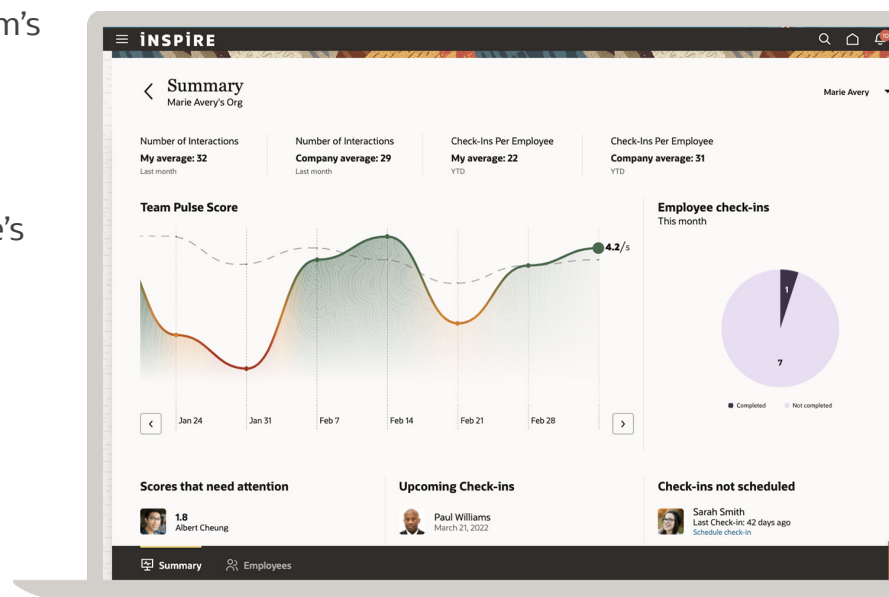 m's
e's
iNSPiRE
10
Summary
Marie Avery's Org
Marie Avery
Number of Interactions
My average: 32
Last month
Number of Interactions
Company average: 29
Last month
Check-Ins Per Employee
My average: 22
YTD
Check-Ins Per Employee
Company average: 31
YTD
Team Pulse Score
4.2/5
Jan 24
Jan 31
Feb 7
Feb 14
Feb 21
Feb 28
Employee check-ins
This month
1
7
Completed
Not completed
Scores that need attention
1.8
Albert Cheung
Upcoming Check-ins
Paul Williams
March 21, 2022
Check-ins not scheduled
Sarah Smith
Last Check-in: 42 days ago
Schedule check-in
Summary
Employees